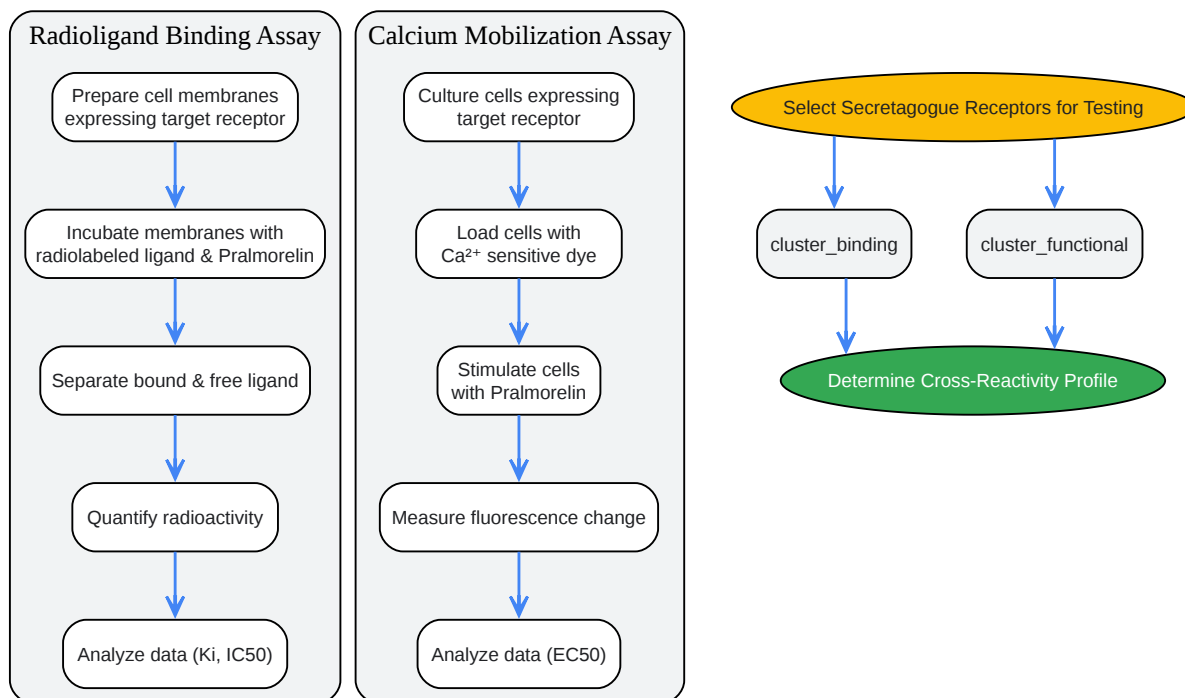 Radioligand Binding Assay
Prepare cell membranes
expressing target receptor
Incubate membranes with
radiolabeled ligand & Pralmorelin
Separate bound & free ligand
Quantify radioactivity
Analyze data (Ki, IC50)
Calcium Mobilization Assay
Culture cells expressing
target receptor
Load cells with
Ca²⁺ sensitive dye
Stimulate cells
with Pralmorelin
Measure fluorescence change
Analyze data (EC50)
Select Secretagogue Receptors for Testing
cluster_binding
cluster_functional
Determine Cross-Reactivity Profile